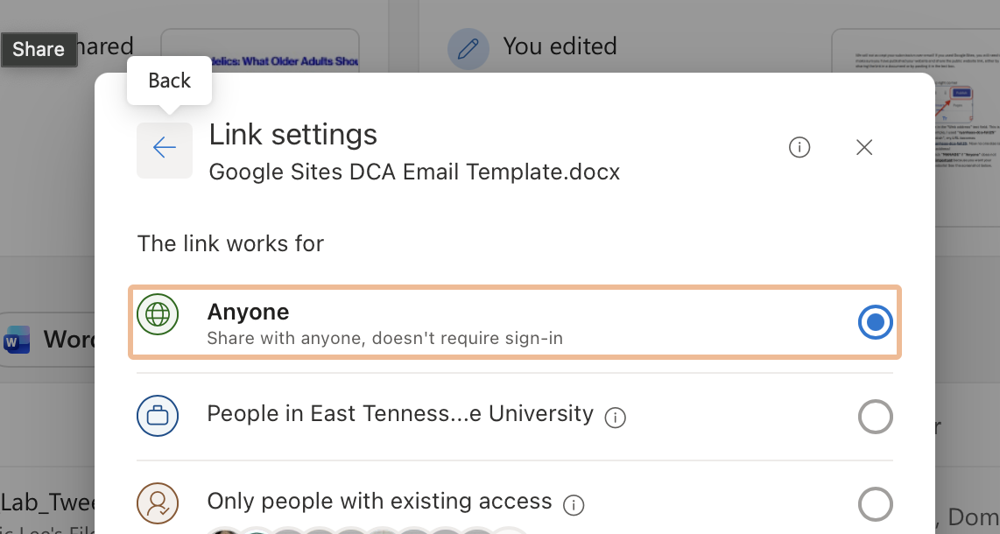 Share
hared
delics: What Older Adults Shou
You edited
Back
Link settings
Google Sites DCA Email Template.docx
The link works for
Anyone
Share with anyone, doesn't require sign-in
Word
People in East Tenness...e University
Only people with existing access
Lab_Twee
, Dom